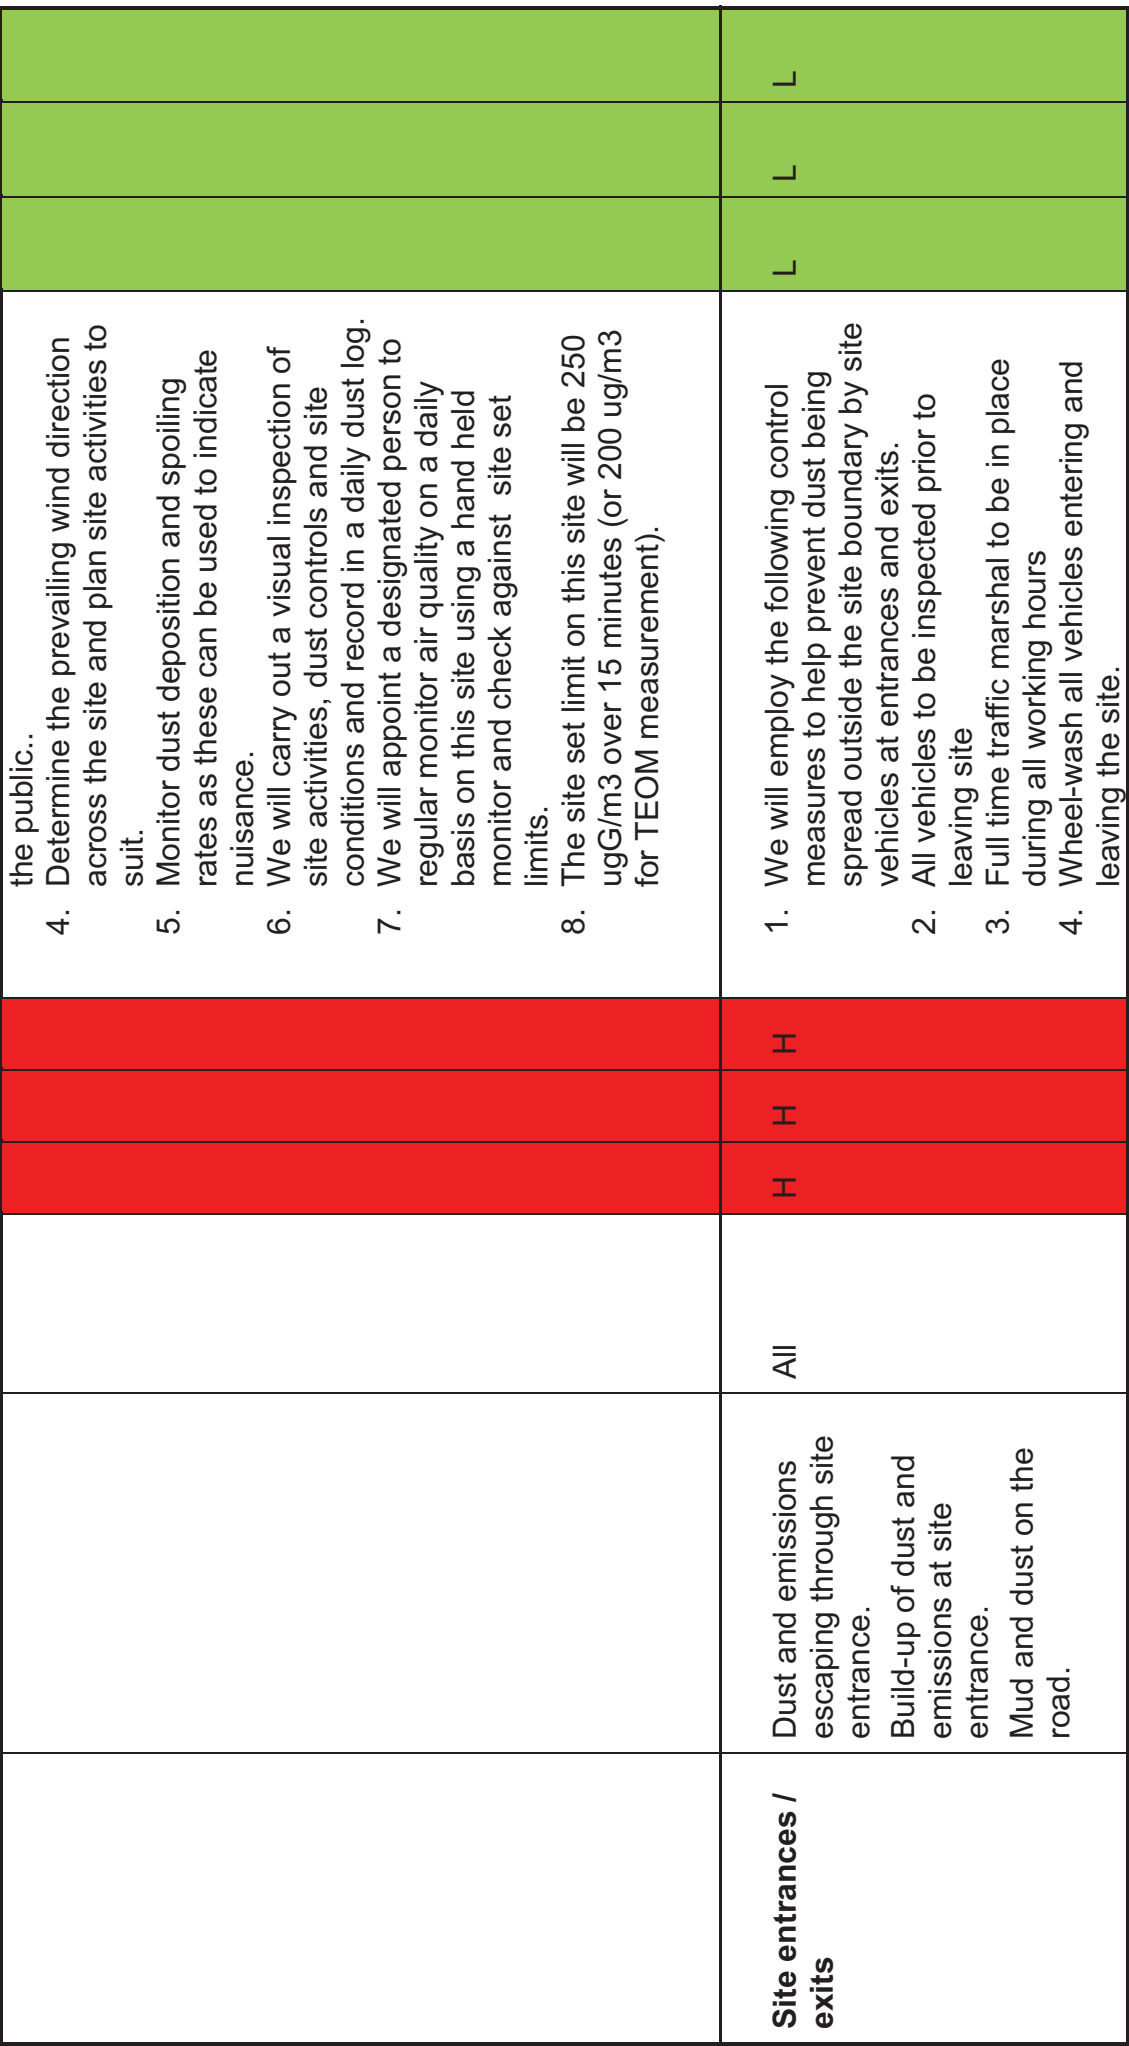 the public..
4. Determine the prevailing wind direction
across the site and plan site activities to
suit.
5. Monitor dust deposition and spoiling
rates as these can be used to indicate
nuisance.
6. We will carry out a visual inspection of
site activities, dust controls and site
conditions and record in a daily dust log.
7. We will appoint a designated person to
regular monitor air quality on a daily
basis on this site using a hand held
monitor and check against site set
limits.
8. The site set limit on this site will be 250
ugG/m3 over 15 minutes (or 200 ug/m3
for TEOM measurement).
Site entrances /
exits
Dust and emissions
escaping through site
entrance.
Build-up of dust and
emissions at site
entrance.
Mud and dust on the
road.
All
H
H
H
1. We will employ the following control
measures to help prevent dust being
spread outside the site boundary by site
vehicles at entrances and exits.
2. All vehicles to be inspected prior to
leaving site
3. Full time traffic marshal to be in place
during all working hours
4. Wheel-wash all vehicles entering and
leaving the site.
L
L
L